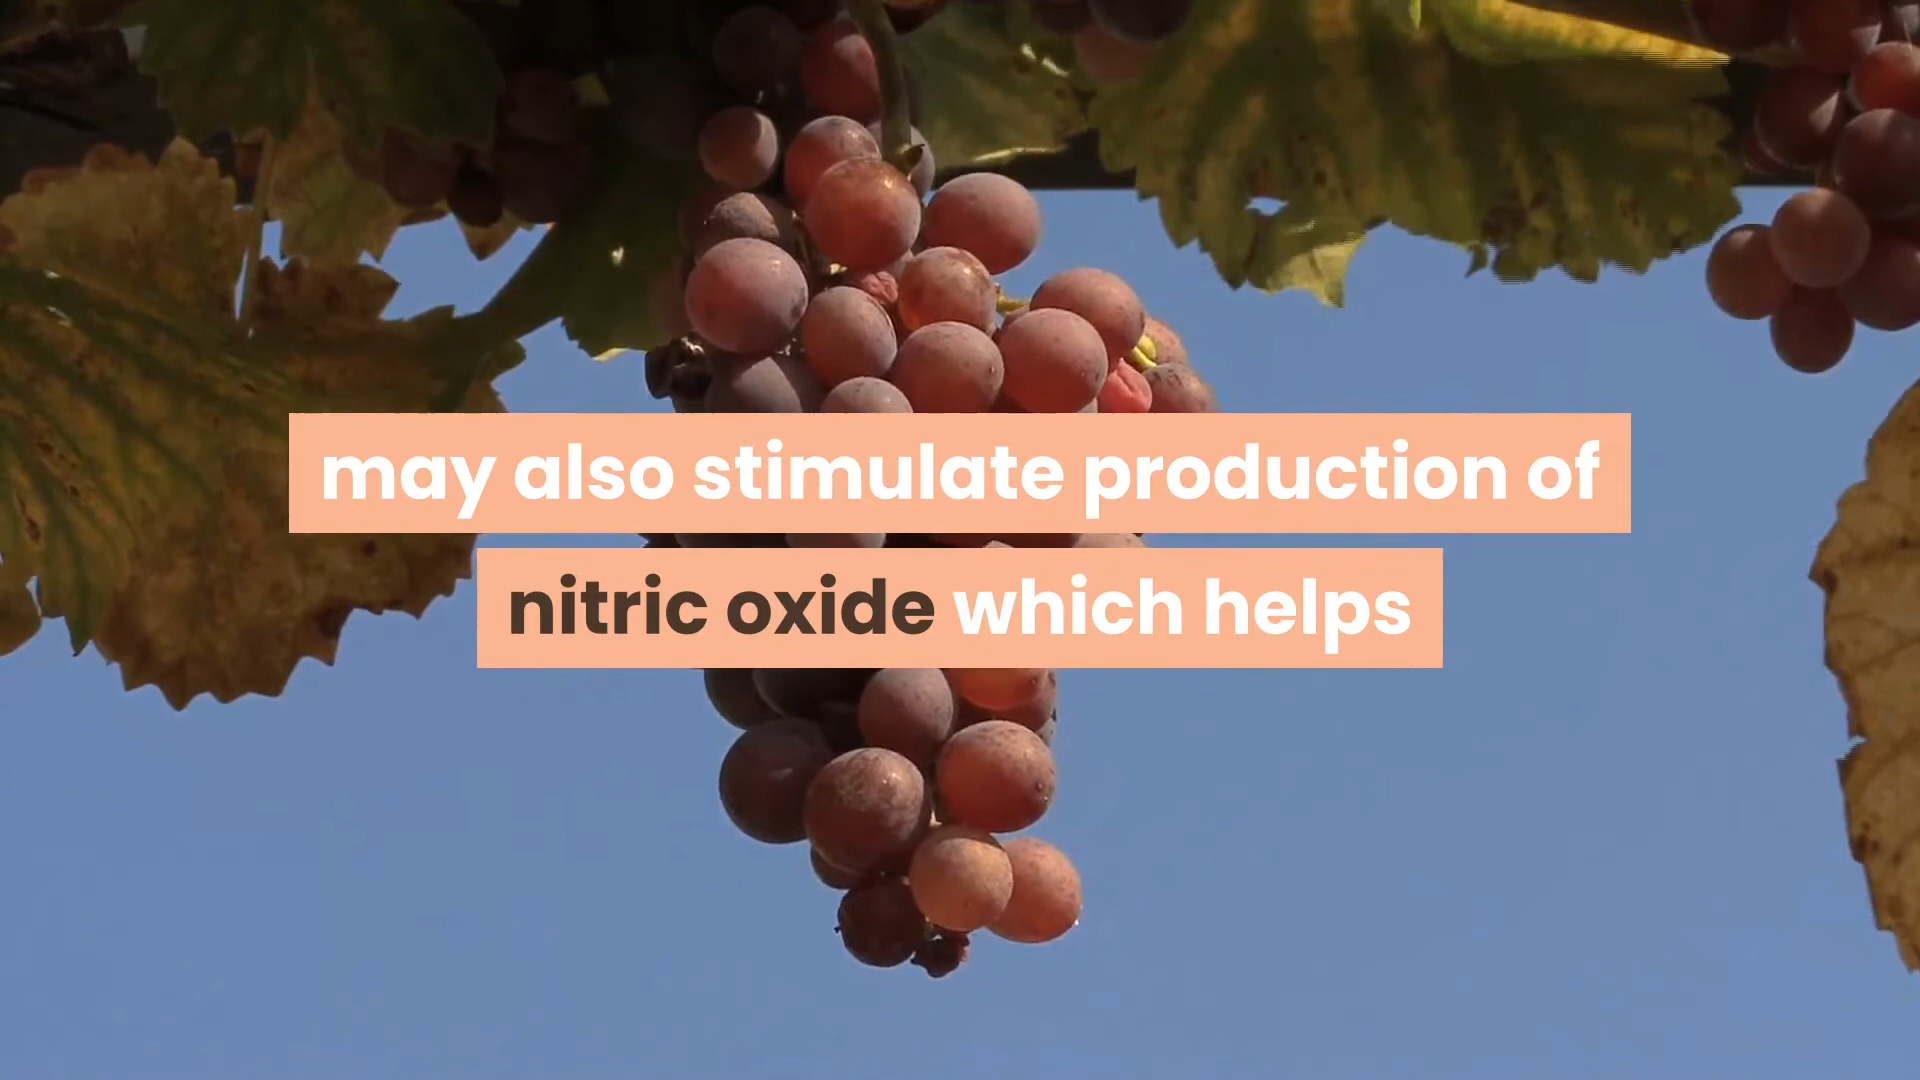 may also stimulate production of
nitric oxide which helps